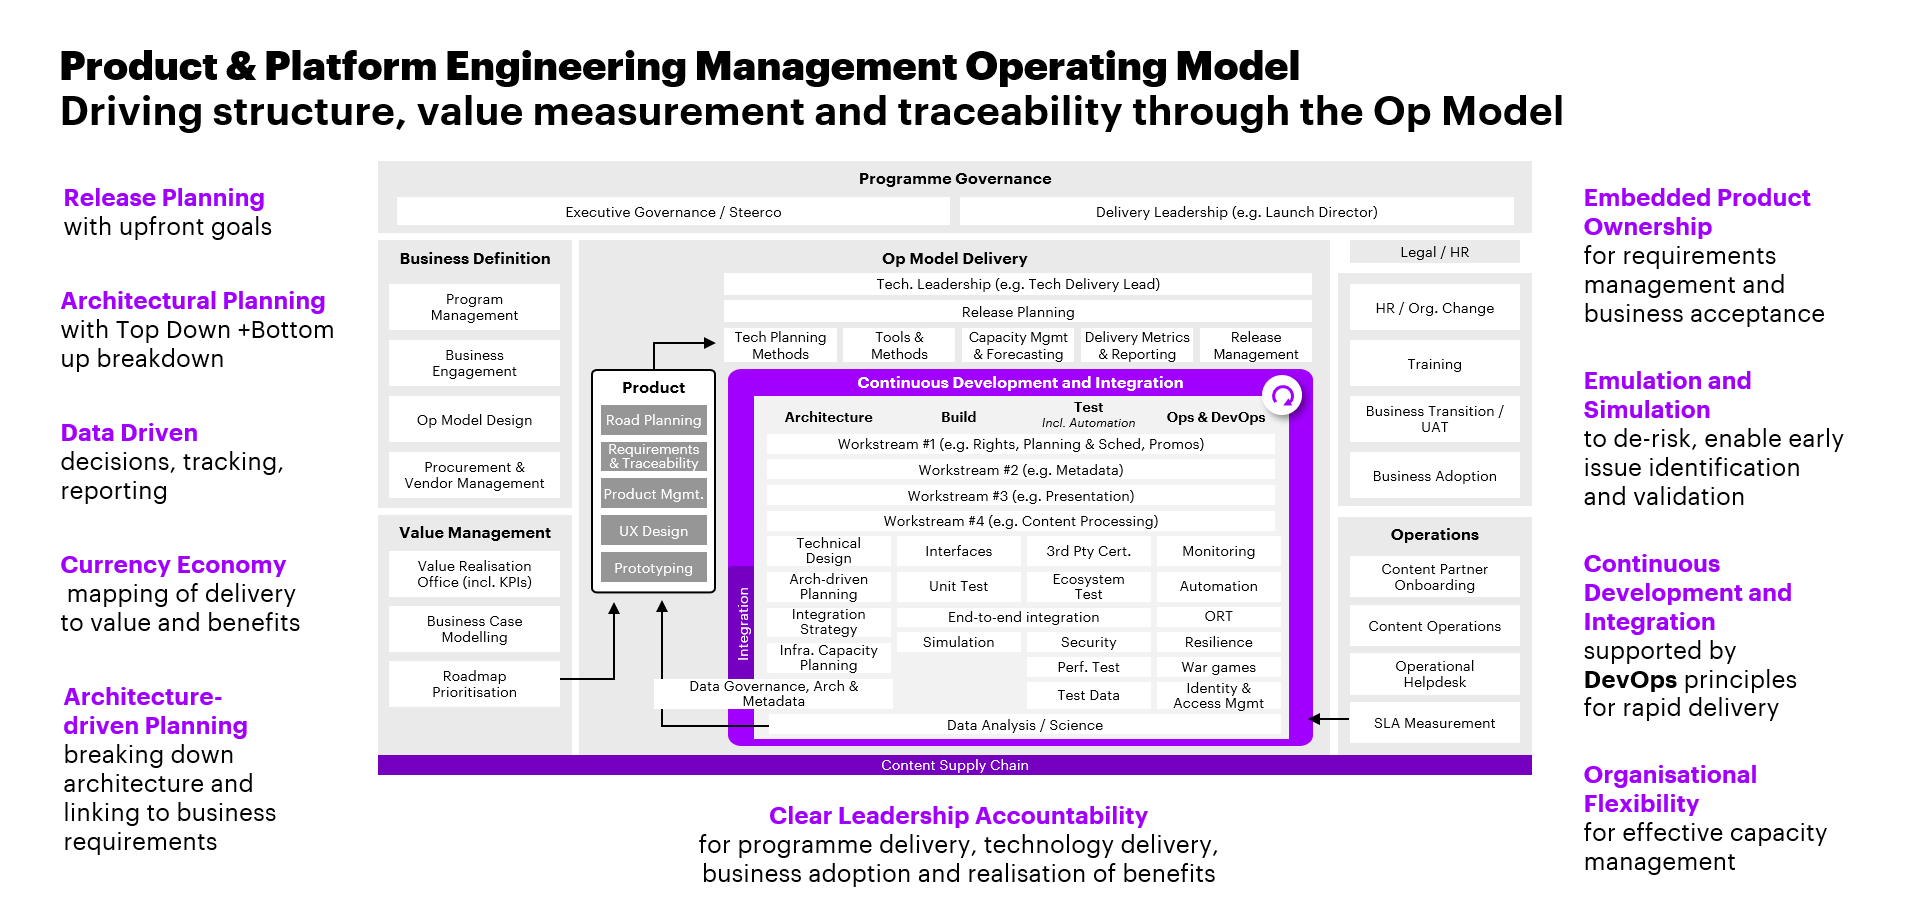 Product & Platform Engineering Management Operating Model
Driving structure, value measurement and traceability through the Op Model
Release Planning
with upfront goals
Architectural Planning
with Top Down +Bottom
up breakdown
Data Driven
decisions, tracking,
reporting
Currency Economy
mapping of delivery
to value and benefits
Architecture-
driven Planning
breaking down
architecture and
linking to business
requirements
Programme Governance
Executive Governance / Steerco
Delivery Leadership (e.g. Launch Director)
Business Definition
Program
Management
Business
Engagement
Op Model Design
Procurement &
Vendor Management
Value Management
Value Realisation
Office (incl. KPIs)
Business Case
Modelling
Roadmap
Prioritisation
Op Model Delivery
Tech. Leadership (e.g. Tech Delivery Lead)
Release Planning
Tech Planning
Methods
Tools &
Methods
Capacity Mgmt
& Forecasting
Delivery Metrics
& Reporting
Release
Management
Product
Road Planning
Requirements
& Traceability
Product Mgmt.
UX Design
Prototyping
Continuous Development and Integration
Integration
Architecture
Build
Test
Incl. Automation
Ops & DevOps
Workstream #1 (e.g. Rights, Planning & Sched, Promos)
Workstream #2 (e.g. Metadata)
Workstream #3 (e.g. Presentation)
Workstream #4 (e.g. Content Processing)
Technical
Design
Interfaces
3rd Pty Cert.
Monitoring
Arch-driven
Planning
Unit Test
Ecosystem
Test
Automation
Integration
Strategy
End-to-end integration
ORT
Infra. Capacity
Planning
Simulation
Security
Resilience
Perf. Test
War games
Data Governance, Arch &
Metadata
Test Data
Identity &
Access Mgmt
Data Analysis / Science
Legal / HR
HR / Org. Change
Training
Business Transition /
UAT
Business Adoption
Operations
Content Partner
Onboarding
Content Operations
Operational
Helpdesk
SLA Measurement
Content Supply Chain
Clear Leadership Accountability
for programme delivery, technology delivery,
business adoption and realisation of benefits
Embedded Product
Ownership
for requirements
management and
business acceptance
Emulation and
Simulation
to de-risk, enable early
issue identification
and validation
Continuous
Development and
Integration
supported by
DevOps principles
for rapid delivery
Organisational
Flexibility
for effective capacity
management